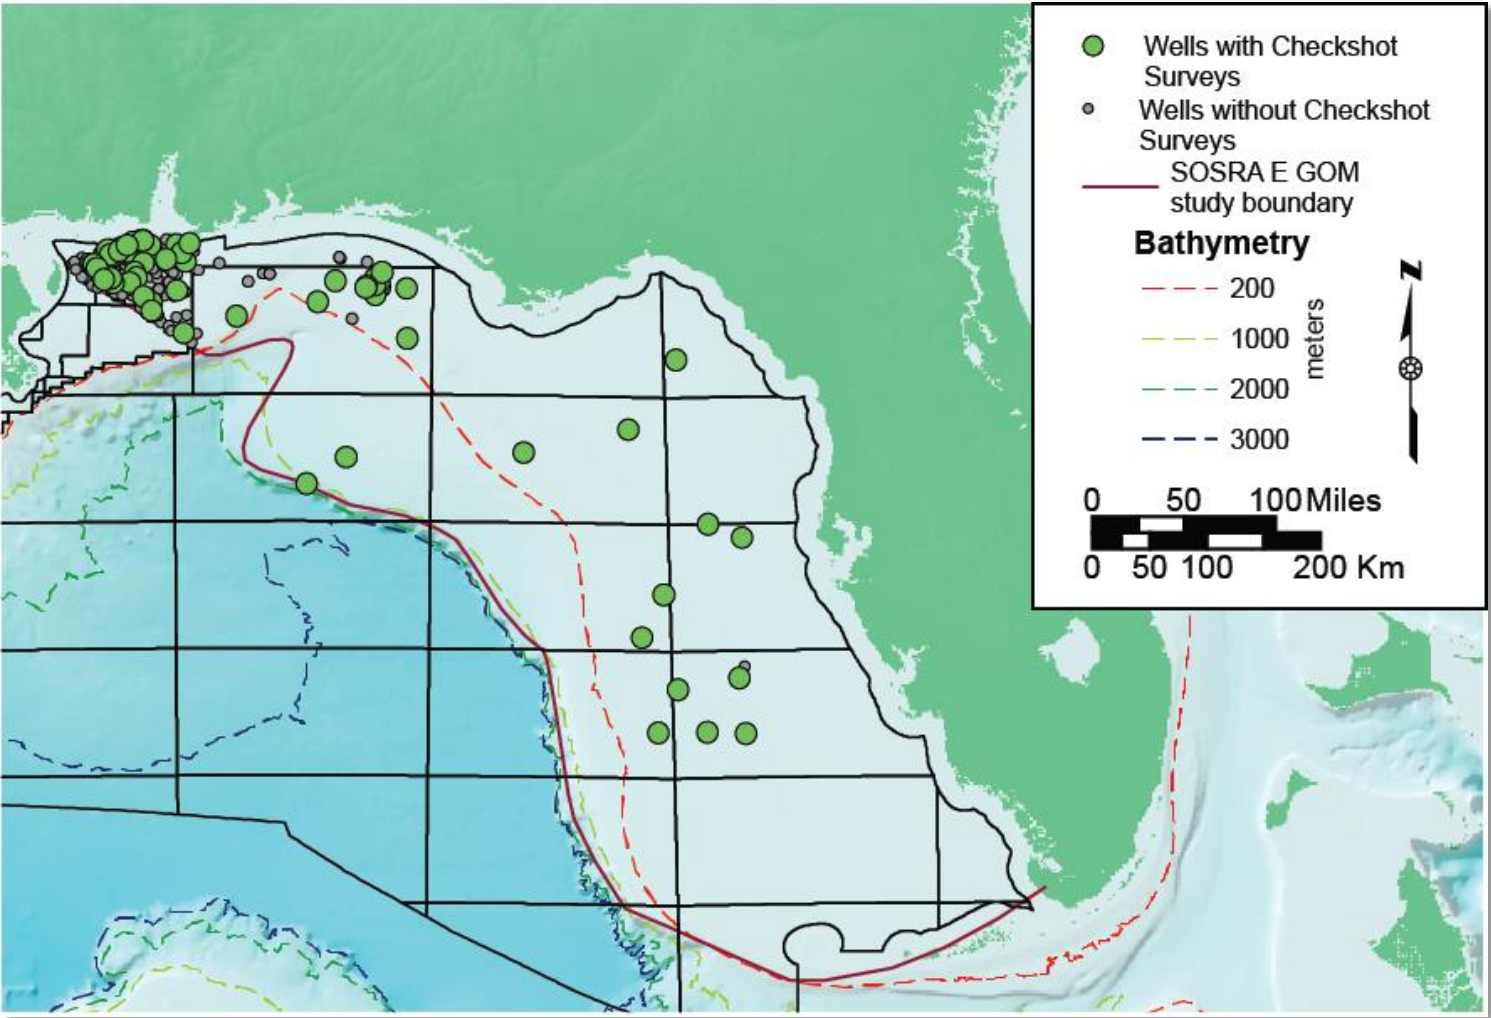 Wells with Checkshot
Surveys
Wells without Checkshot
Surveys
SOSRA E GOM
study boundary
Bathymetry
200
1000
2000
3000
meters
N
0 50 100 Miles
0 50 100 200 Km